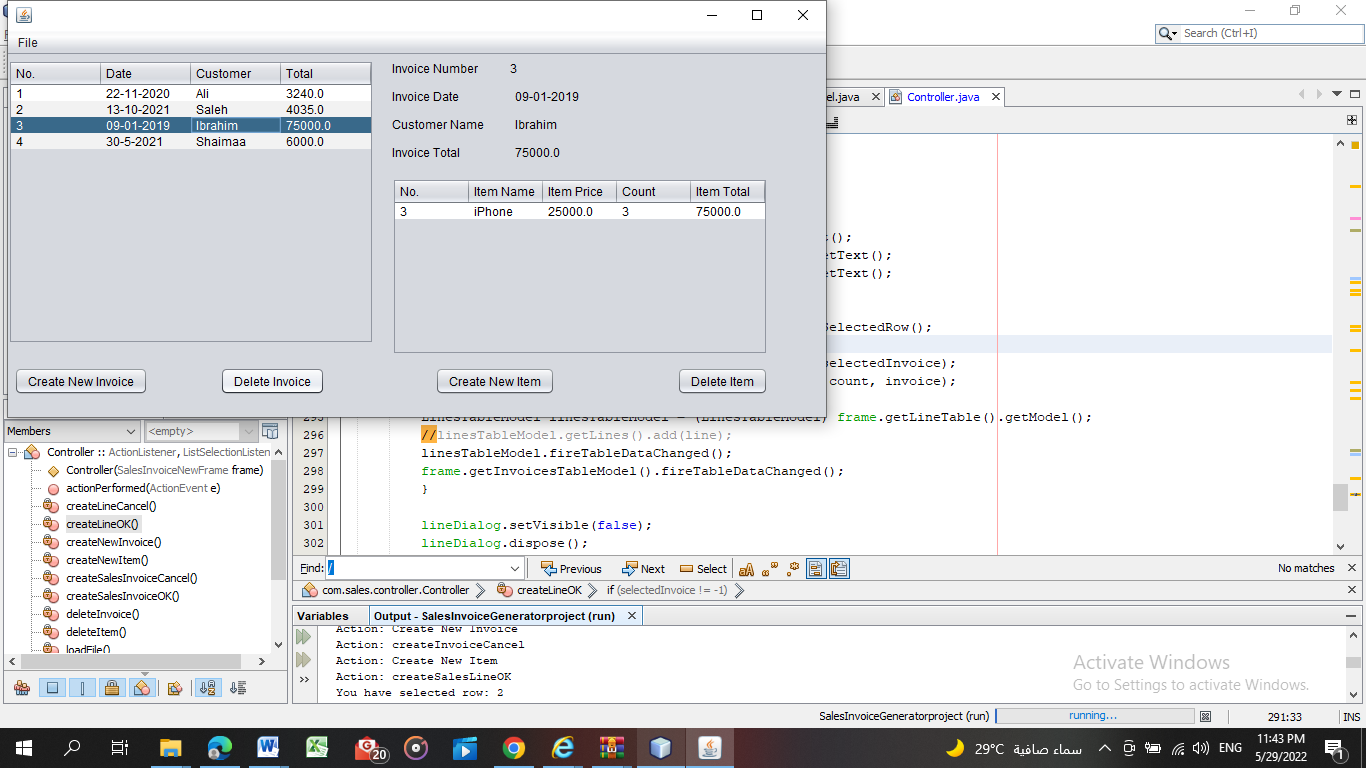 File
No. Date Customer Total
1 22-11-2020 Ali 3240.0
2 13-10-2021 Saleh 4035.0
3 09-01-2019 Ibrahim 75000.0
4 30-5-2021 Shaimaa 6000.0
Invoice Number 3
Invoice Date 09-01-2019
Customer Name Ibrahim
Invoice Total 75000.0
No. Item Name Item Price Count Item Total
3 iPhone 25000.0 3 75000.0
Create New Invoice Delete Invoice Create New Item Delete Item
Search (Ctrl+I)
el.java Controller.java
t();
etText();
etText();
SelectedRow();
selectedInvoice);
count, invoice);
LinesTableModel linesTableModel = (LinesTableModel) frame.getLineTable().getModel();
296 //linesTableModel.getLines().add(line);
297 linesTableModel.fireTableDataChanged();
298 frame.getInvoicesTableModel().fireTableDataChanged();
299 }
300
301 lineDialog.setVisible(false);
302 lineDialog.dispose();
Members <empty>
Controller :: ActionListener, ListSelectionListen
Controller(SalesInvoiceNewFrame frame)
actionPerformed(ActionEvent e)
createLineCancel()
createLineOK()
createNewInvoice()
createNewItem()
createSalesInvoiceCancel()
createSalesInvoiceOK()
deleteInvoice()
deleteItem()
loadFile()
Find: / Previous Next Select No matches
com.sales.controller.Controller createLineOK if (selectedInvoice != -1)
Variables Output - SalesInvoiceGeneratorproject (run)
Action: Create New Invoice
Action: createInvoiceCancel
Action: Create New Item
Action: createSalesLineOK
You have selected row: 2
Activate Windows
Go to Settings to activate Windows.
SalesInvoiceGeneratorproject (run) running... 291:33 INS
20 29°C سماء صافية ENG 11:43 PM
5/29/2022 1